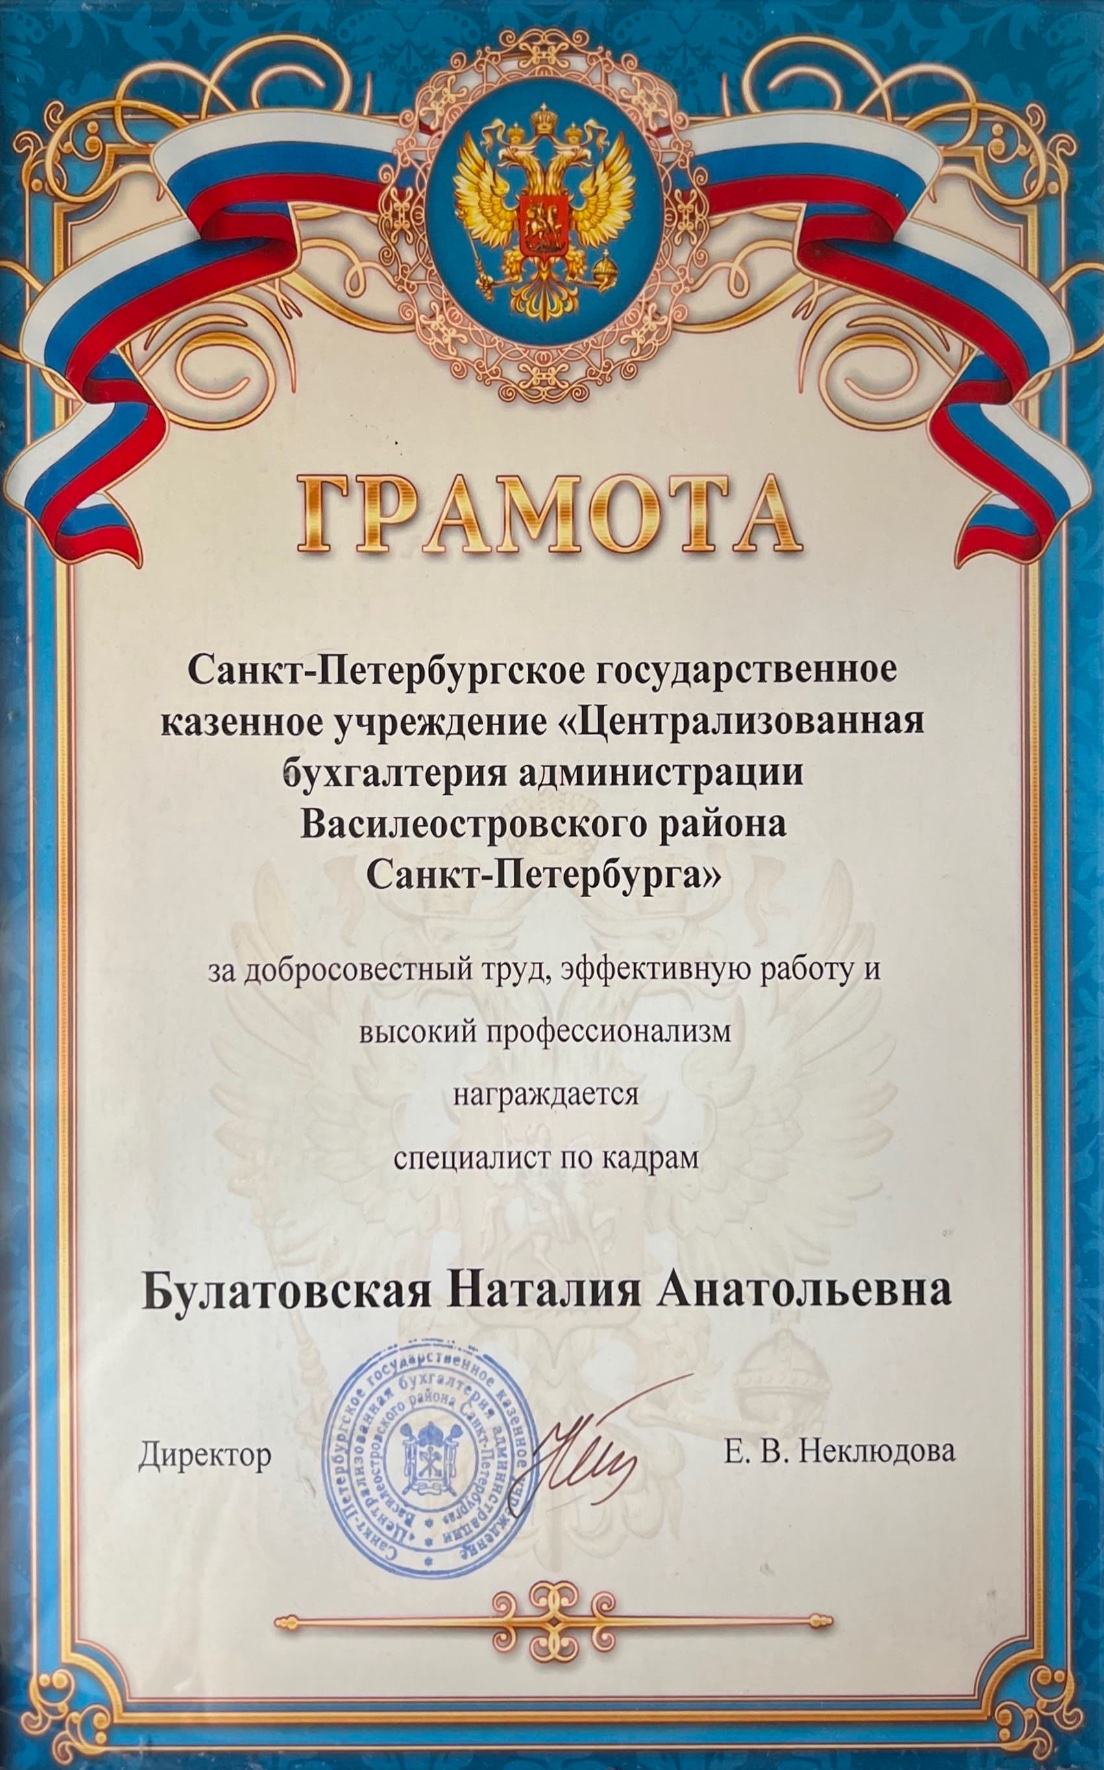 ГРАМОТА
Санкт-Петербургское государственное
казенное учреждение «Централизованная
бухгалтерия администрации
Василеостровского района
Санкт-Петербурга»
за добросовестный труд, эффективную работу и
высокий профессионализм
награждается
специалист по кадрам
Булатовская Наталия Анатольевна
Санкт-Петербургское государственное казенное учреждение
«Централизованная бухгалтерия администрации
Василеостровского района Санкт-Петербурга»
Директор
Е. В. Неклюдова